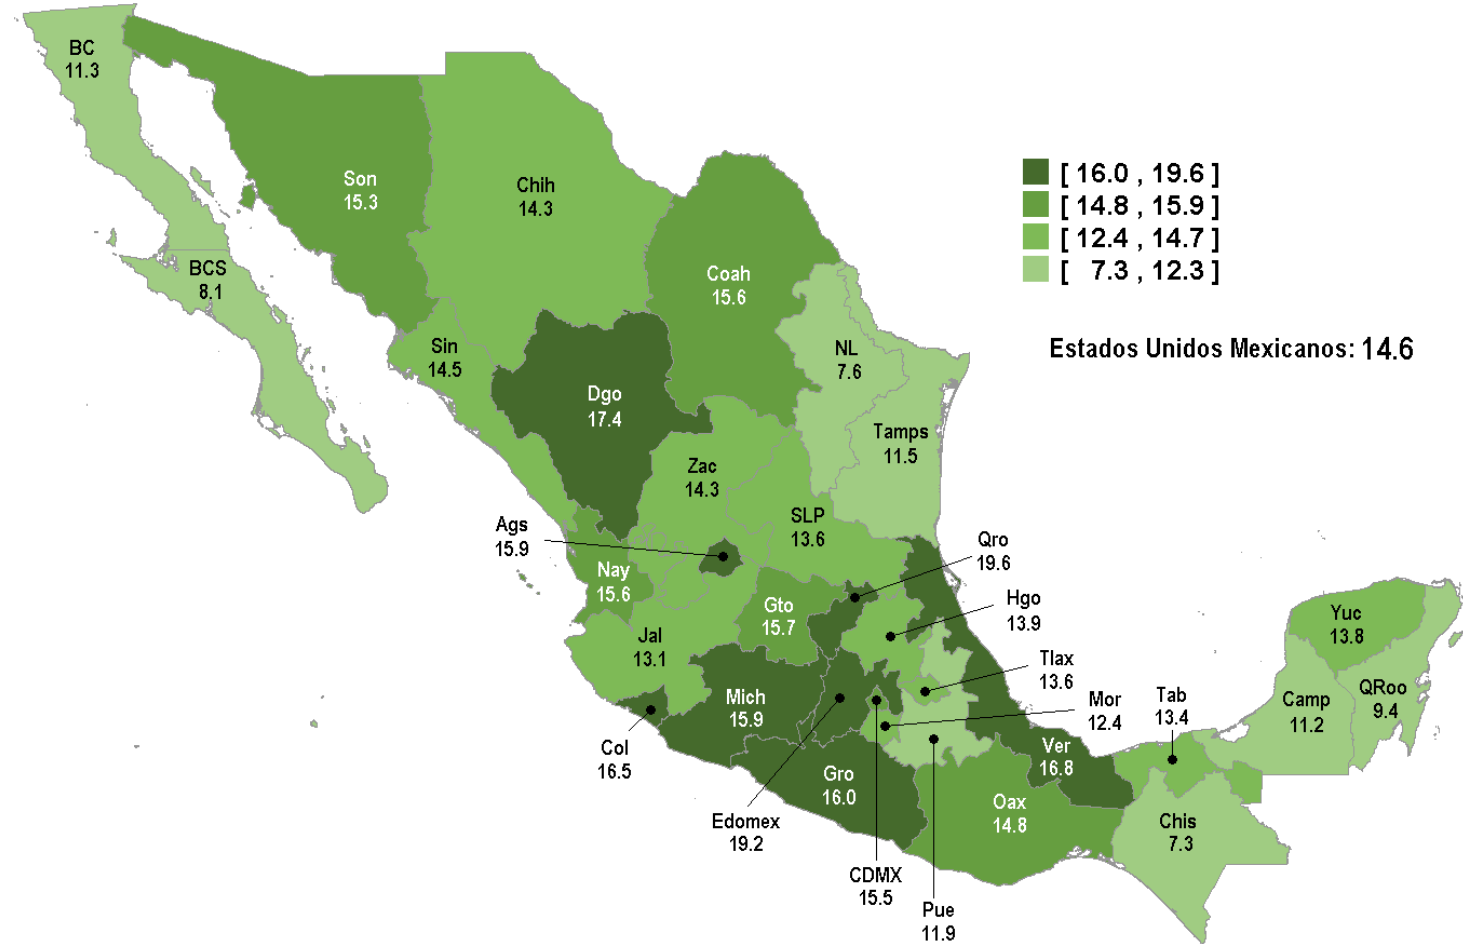 BC
11.3
Son
15.3
Chih
14.3
[ 16.0 , 19.6 ]
[ 14.8 , 15.9 ]
[ 12.4 , 14.7 ]
[ 7.3 , 12.3 ]
Estados Unidos Mexicanos: 14.6
BCS
8.1
Coah
15.6
Sin
14.5
NL
7.6
Dgo
17.4
Tamps
11.5
Zac
14.3
SLP
13.6
Ags
15.9
Qro
19.6
Nay
15.6
Gto
15.7
Hgo
13.9
Jal
13.1
Yuc
13.8
Tlax
13.6
Mich
15.9
Mor
12.4
Tab
13.4
Camp
11.2
QRoo
9.4
Col
16.5
Ver
16.8
Gro
16.0
Edomex
19.2
Oax
14.8
Chis
7.3
CDMX
15.5
Pue
11.9